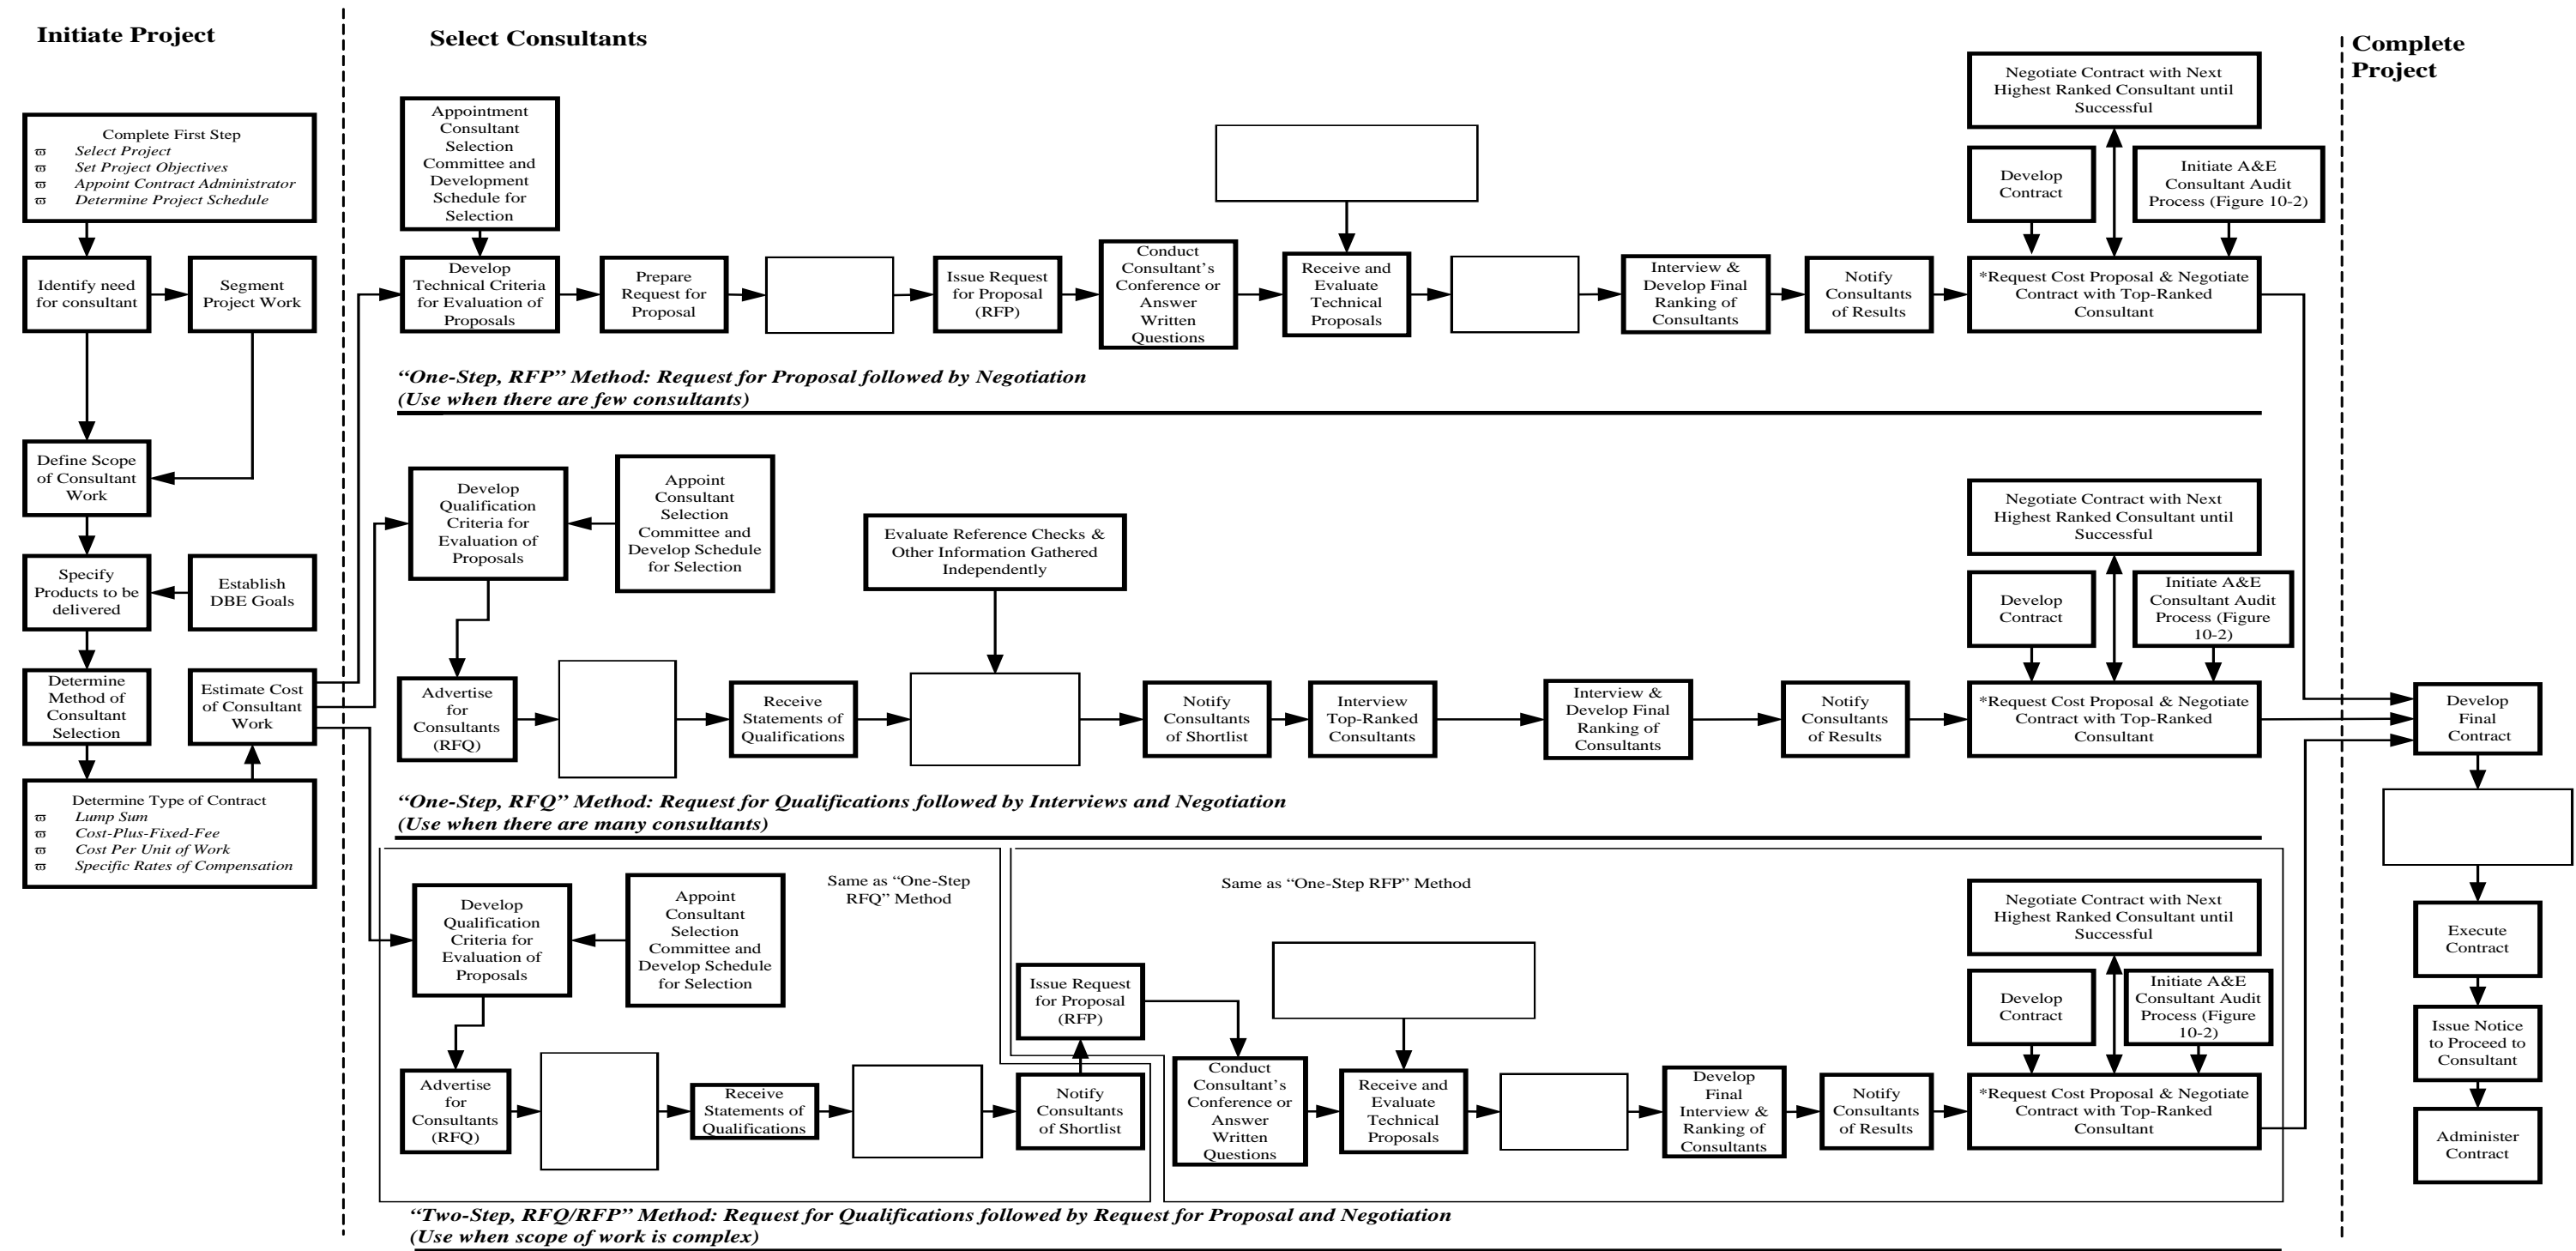 Initiate Project
Complete First Step
ϖ Select Project
ϖ Set Project Objectives
ϖ Appoint Contract Administrator
ϖ Determine Project Schedule
Identify need
for consultant
Segment
Project Work
Define Scope
of Consultant
Work
Specify
Products to be
delivered
Establish
DBE Goals
Determine
Method of
Consultant
Selection
Estimate Cost
of Consultant
Work
Determine Type of Contract
ϖ Lump Sum
ϖ Cost-Plus-Fixed-Fee
ϖ Cost Per Unit of Work
ϖ Specific Rates of Compensation
Select Consultants
Appointment
Consultant
Selection
Committee and
Development
Schedule for
Selection
Develop
Technical Criteria
for Evaluation of
Proposals
Prepare
Request for
Proposal
Issue Request
for Proposal
(RFP)
Conduct
Consultant’s
Conference or
Answer
Written
Questions
Receive and
Evaluate
Technical
Proposals
Interview &
Develop Final
Ranking of
Consultants
Notify
Consultants
of Results
Negotiate Contract with Next
Highest Ranked Consultant until
Successful
Develop
Contract
Initiate A&E
Consultant Audit
Process (Figure 10-2)
*Request Cost Proposal & Negotiate
Contract with Top-Ranked
Consultant
“One-Step, RFP” Method: Request for Proposal followed by Negotiation
(Use when there are few consultants)
Develop
Qualification
Criteria for
Evaluation of
Proposals
Appoint
Consultant
Selection
Committee and
Develop Schedule
for Selection
Evaluate Reference Checks &
Other Information Gathered
Independently
Advertise
for
Consultants
(RFQ)
Receive
Statements of
Qualifications
Notify
Consultants
of Shortlist
Interview
Top-Ranked
Consultants
Interview &
Develop Final
Ranking of
Consultants
Notify
Consultants
of Results
Negotiate Contract with Next
Highest Ranked Consultant until
Successful
Develop
Contract
Initiate A&E
Consultant Audit
Process (Figure
10-2)
*Request Cost Proposal & Negotiate
Contract with Top-Ranked
Consultant
“One-Step, RFQ” Method: Request for Qualifications followed by Interviews and Negotiation
(Use when there are many consultants)
Develop
Qualification
Criteria for
Evaluation of
Proposals
Appoint
Consultant
Selection
Committee and
Develop Schedule
for Selection
Same as “One-Step
RFQ” Method
Advertise
for
Consultants
(RFQ)
Receive
Statements of
Qualifications
Notify
Consultants
of Shortlist
Same as “One-Step RFP” Method
Issue Request
for Proposal
(RFP)
Conduct
Consultant’s
Conference or
Answer
Written
Questions
Receive and
Evaluate
Technical
Proposals
Develop
Final
Interview &
Ranking of
Consultants
Notify
Consultants
of Results
Negotiate Contract with Next
Highest Ranked Consultant until
Successful
Develop
Contract
Initiate A&E
Consultant Audit
Process (Figure
10-2)
*Request Cost Proposal & Negotiate
Contract with Top-Ranked
Consultant
“Two-Step, RFQ/RFP” Method: Request for Qualifications followed by Request for Proposal and Negotiation
(Use when scope of work is complex)
Complete
Project
Develop
Final
Contract
Execute
Contract
Issue Notice
to Proceed to
Consultant
Administer
Contract